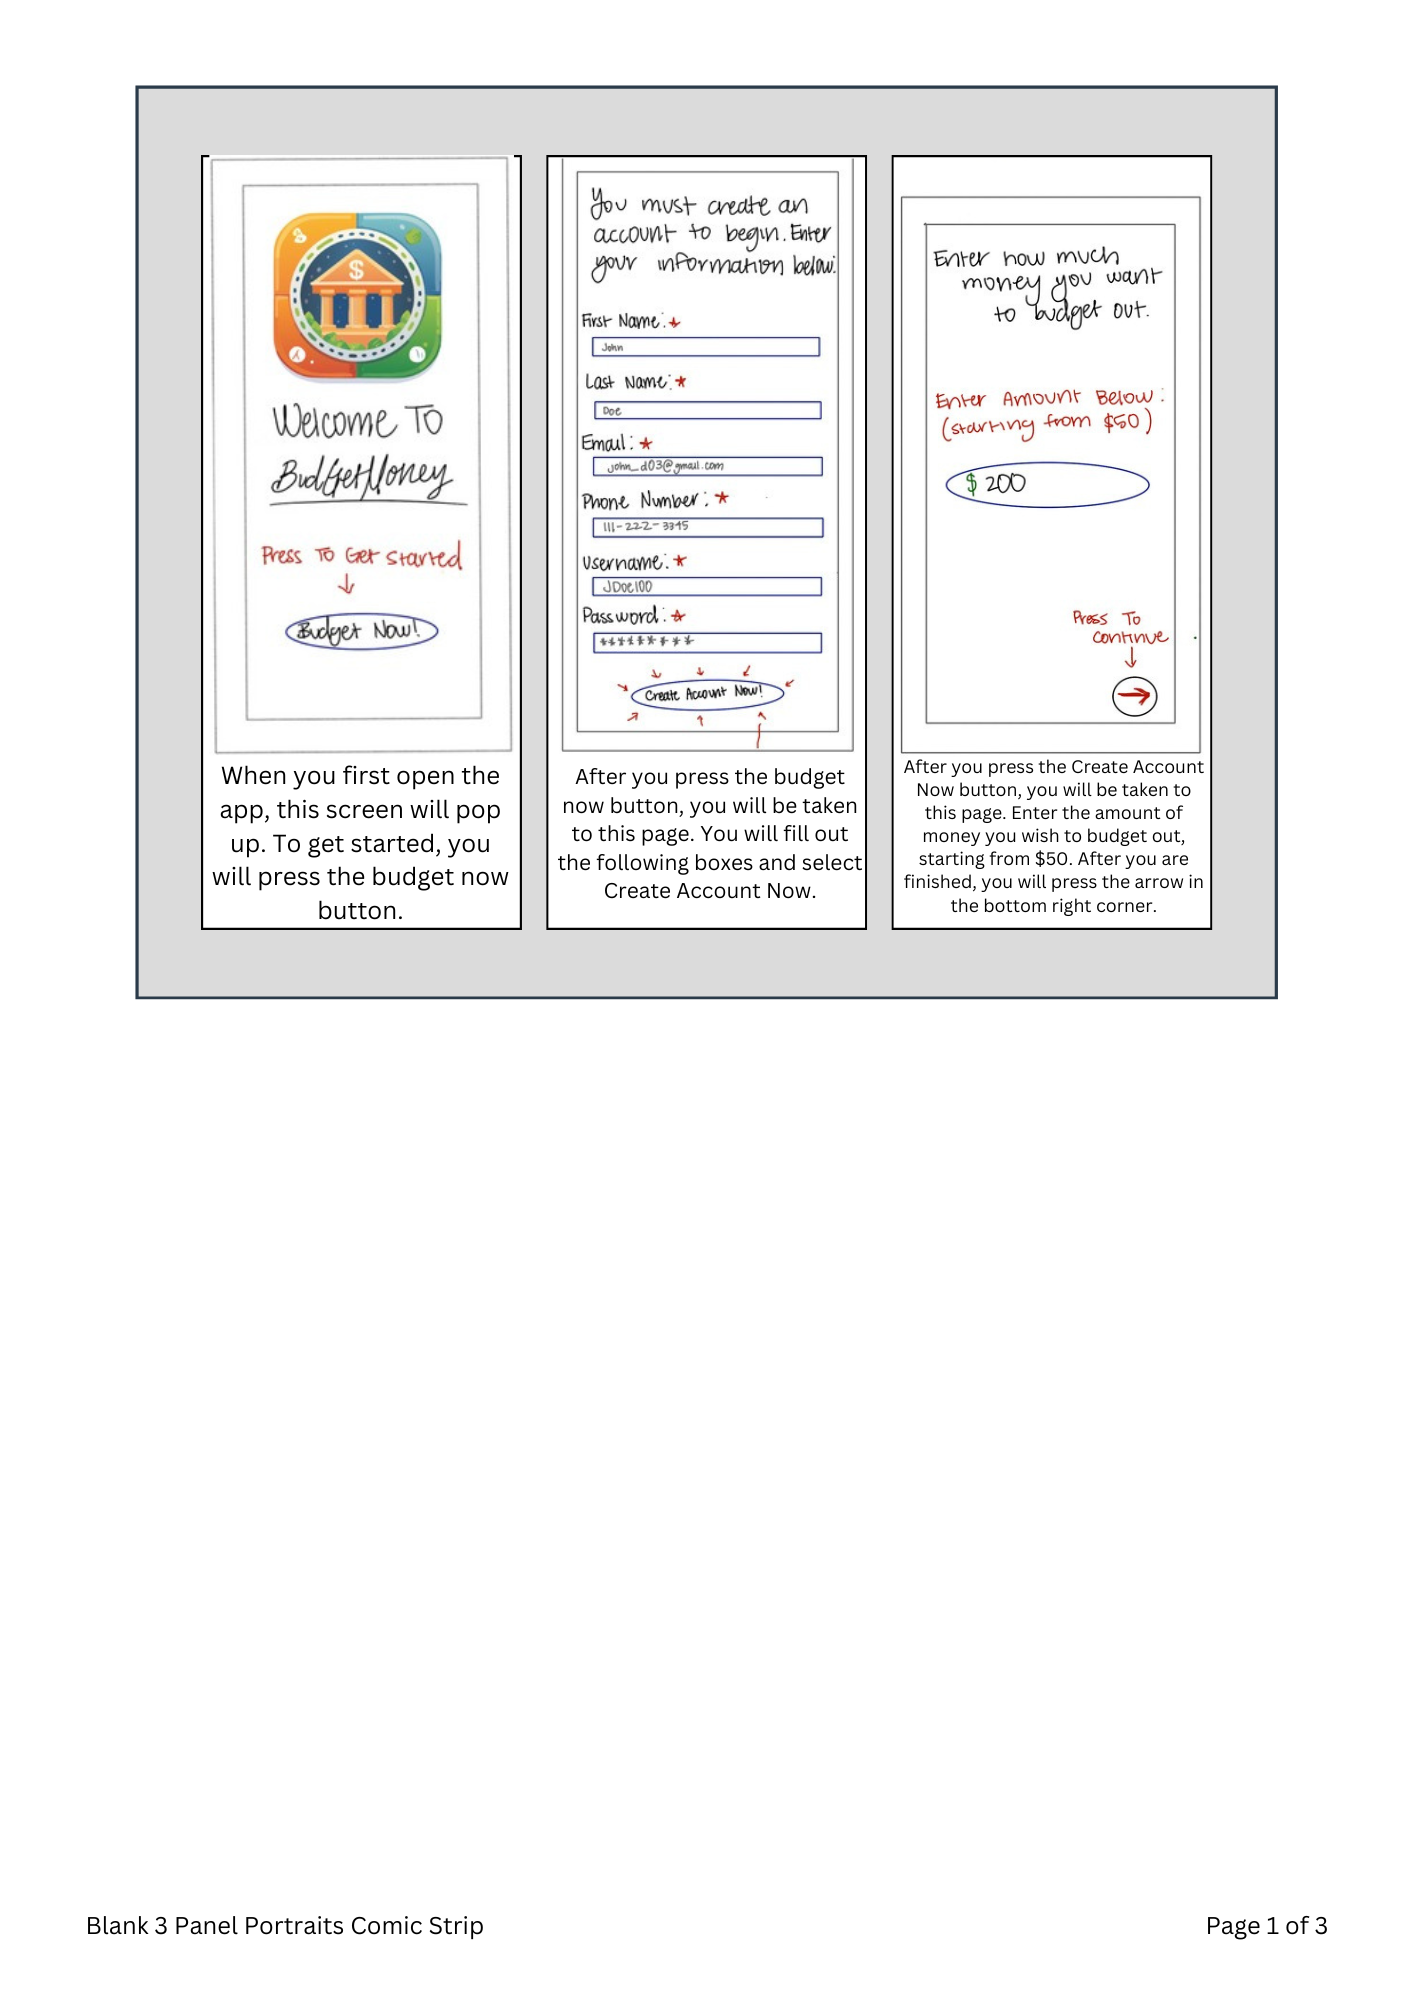 $
Welcome To
BudgetMoney
Press To Get Started
Budget Now!
When you first open the
app, this screen will pop
up. To get started, you
will press the budget now
button.
You must create an
account to begin. Enter
your information below:
First Name: *
John
Last Name: *
Doe
Email: *
john_d03@gmail.com
Phone Number: *
111-222-3345
Username: *
JDoe100
Password: *
*********
Create Account Now!
After you press the budget
now button, you will be taken
to this page. You will fill out
the following boxes and select
Create Account Now.
Enter how much
money you want
to budget out.
Enter Amount Below:
(starting from $50)
$ 200
Press To
continue
After you press the Create Account
Now button, you will be taken to
this page. Enter the amount of
money you wish to budget out,
starting from $50. After you are
finished, you will press the arrow in
the bottom right corner.
Blank 3 Panel Portraits Comic Strip
Page 1 of 3